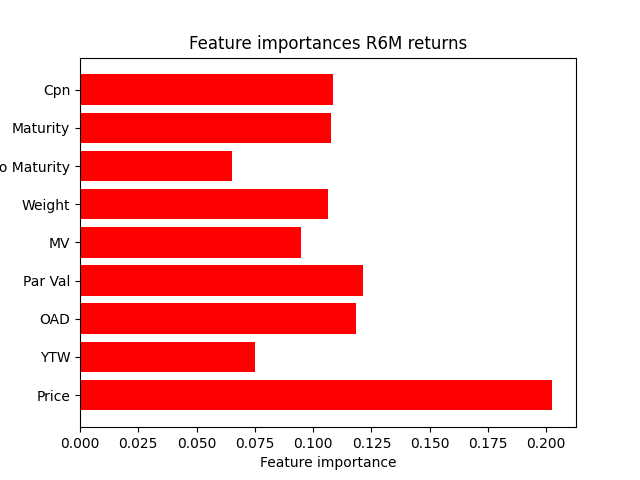 Feature importances R6M returns
Cpn
Maturity
o Maturity
Weight
MV
Par Val
OAD
YTW
Price
0.000 0.025 0.050 0.075 0.100 0.125 0.150 0.175 0.200
Feature importance